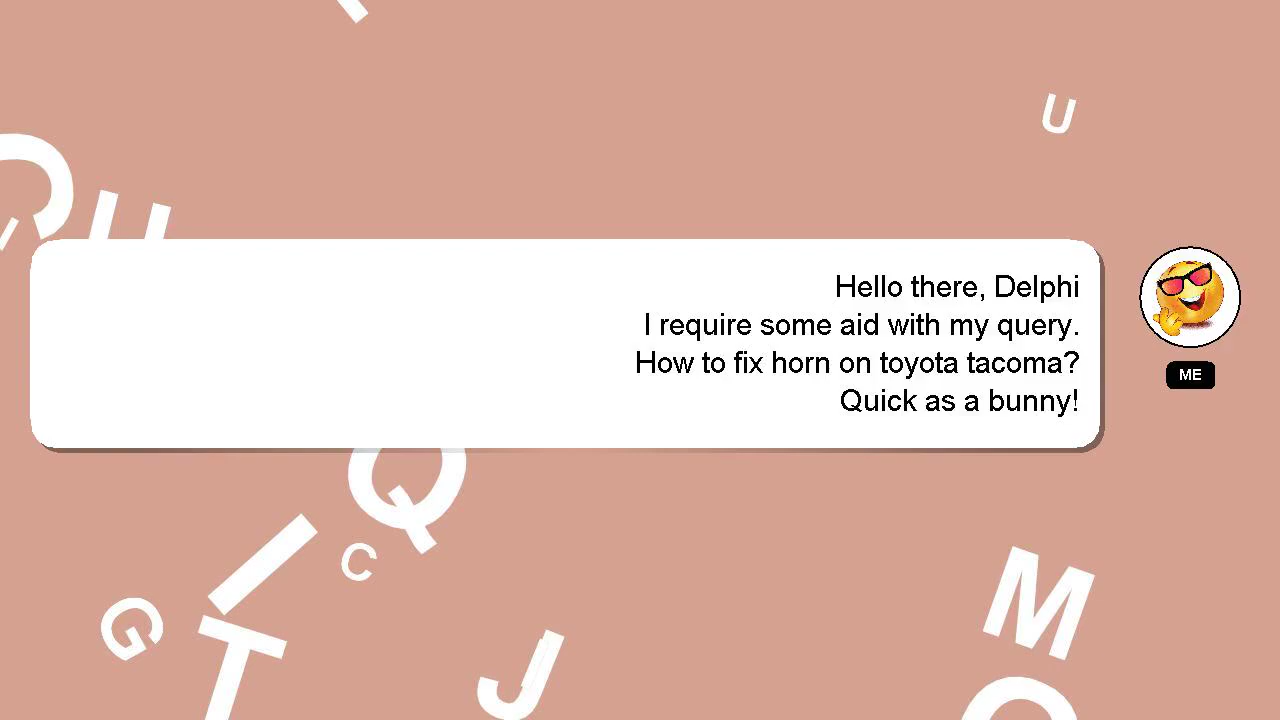 Hello there, Delphi
I require some aid with my query.
How to fix horn on toyota tacoma?
Quick as a bunny!
ME
U
U
Q
I
C
G
T
J
M